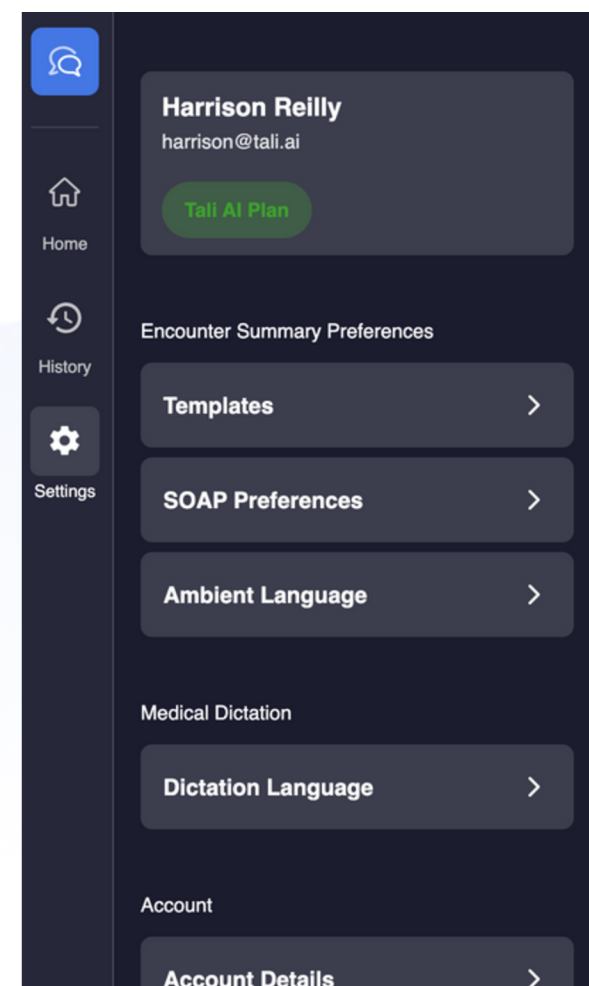 Harrison Reilly
harrison@tali.ai
Tali AI Plan
Home
History
Settings
Encounter Summary Preferences
Templates
SOAP Preferences
Ambient Language
Medical Dictation
Dictation Language
Account
Account Details